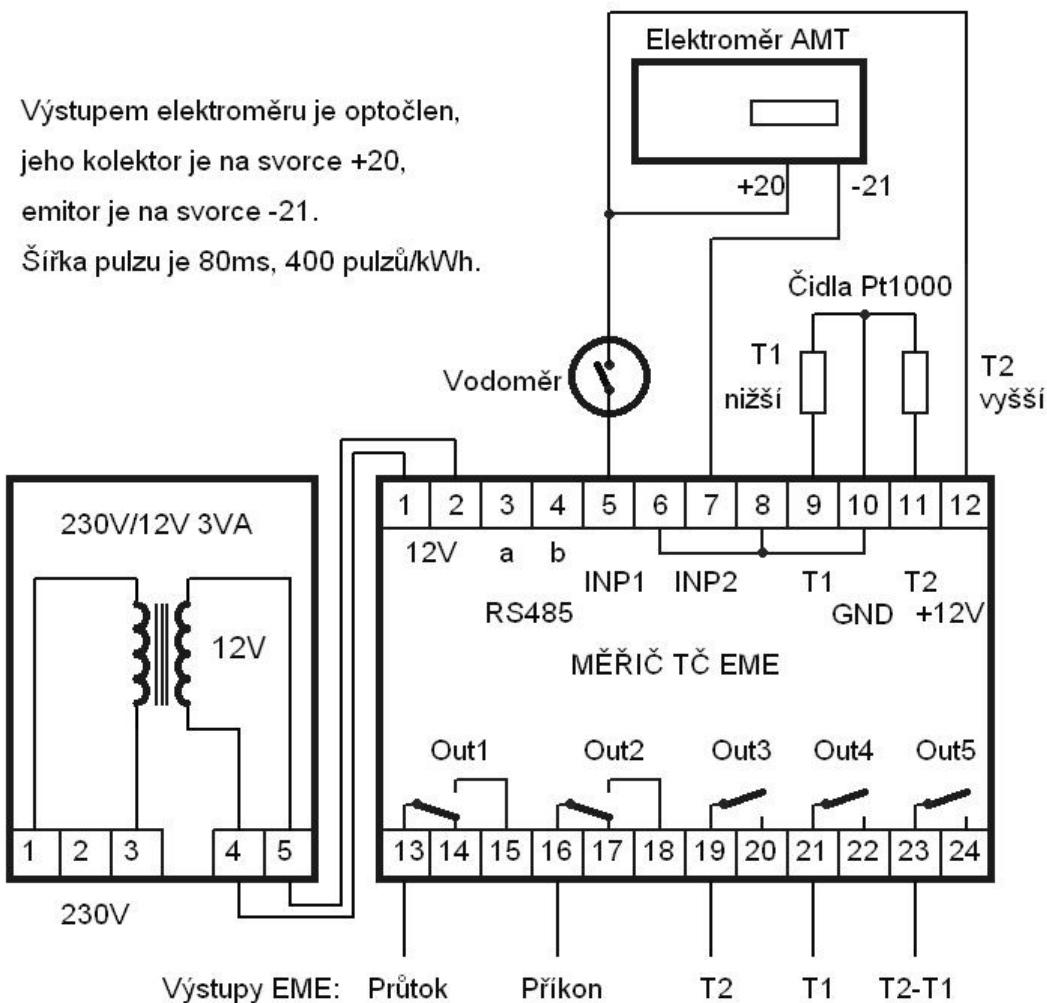 Elektroměr AMT
Výstupem elektroměru je optočlen,
jeho kolektor je na svorce +20,
emitor je na svorce -21.
Šířka pulzu je 80ms, 400 pulzů/kWh.
+20 -21
Čidla Pt1000
T1
nižší
T2
vyšší
Vodoměr
230V/12V 3VA
12V
1 2 3 4 5
230V
1 2 3 4 5 6 7 8 9 10 11 12
12V a b
INP1 INP2 T1 T2
RS485 GND +12V
MĚŘIČ TČ EME
Out1 Out2 Out3 Out4 Out5
13 14 15 16 17 18 19 20 21 22 23 24
Výstupy EME: Průtok Příkon T2 T1 T2-T1